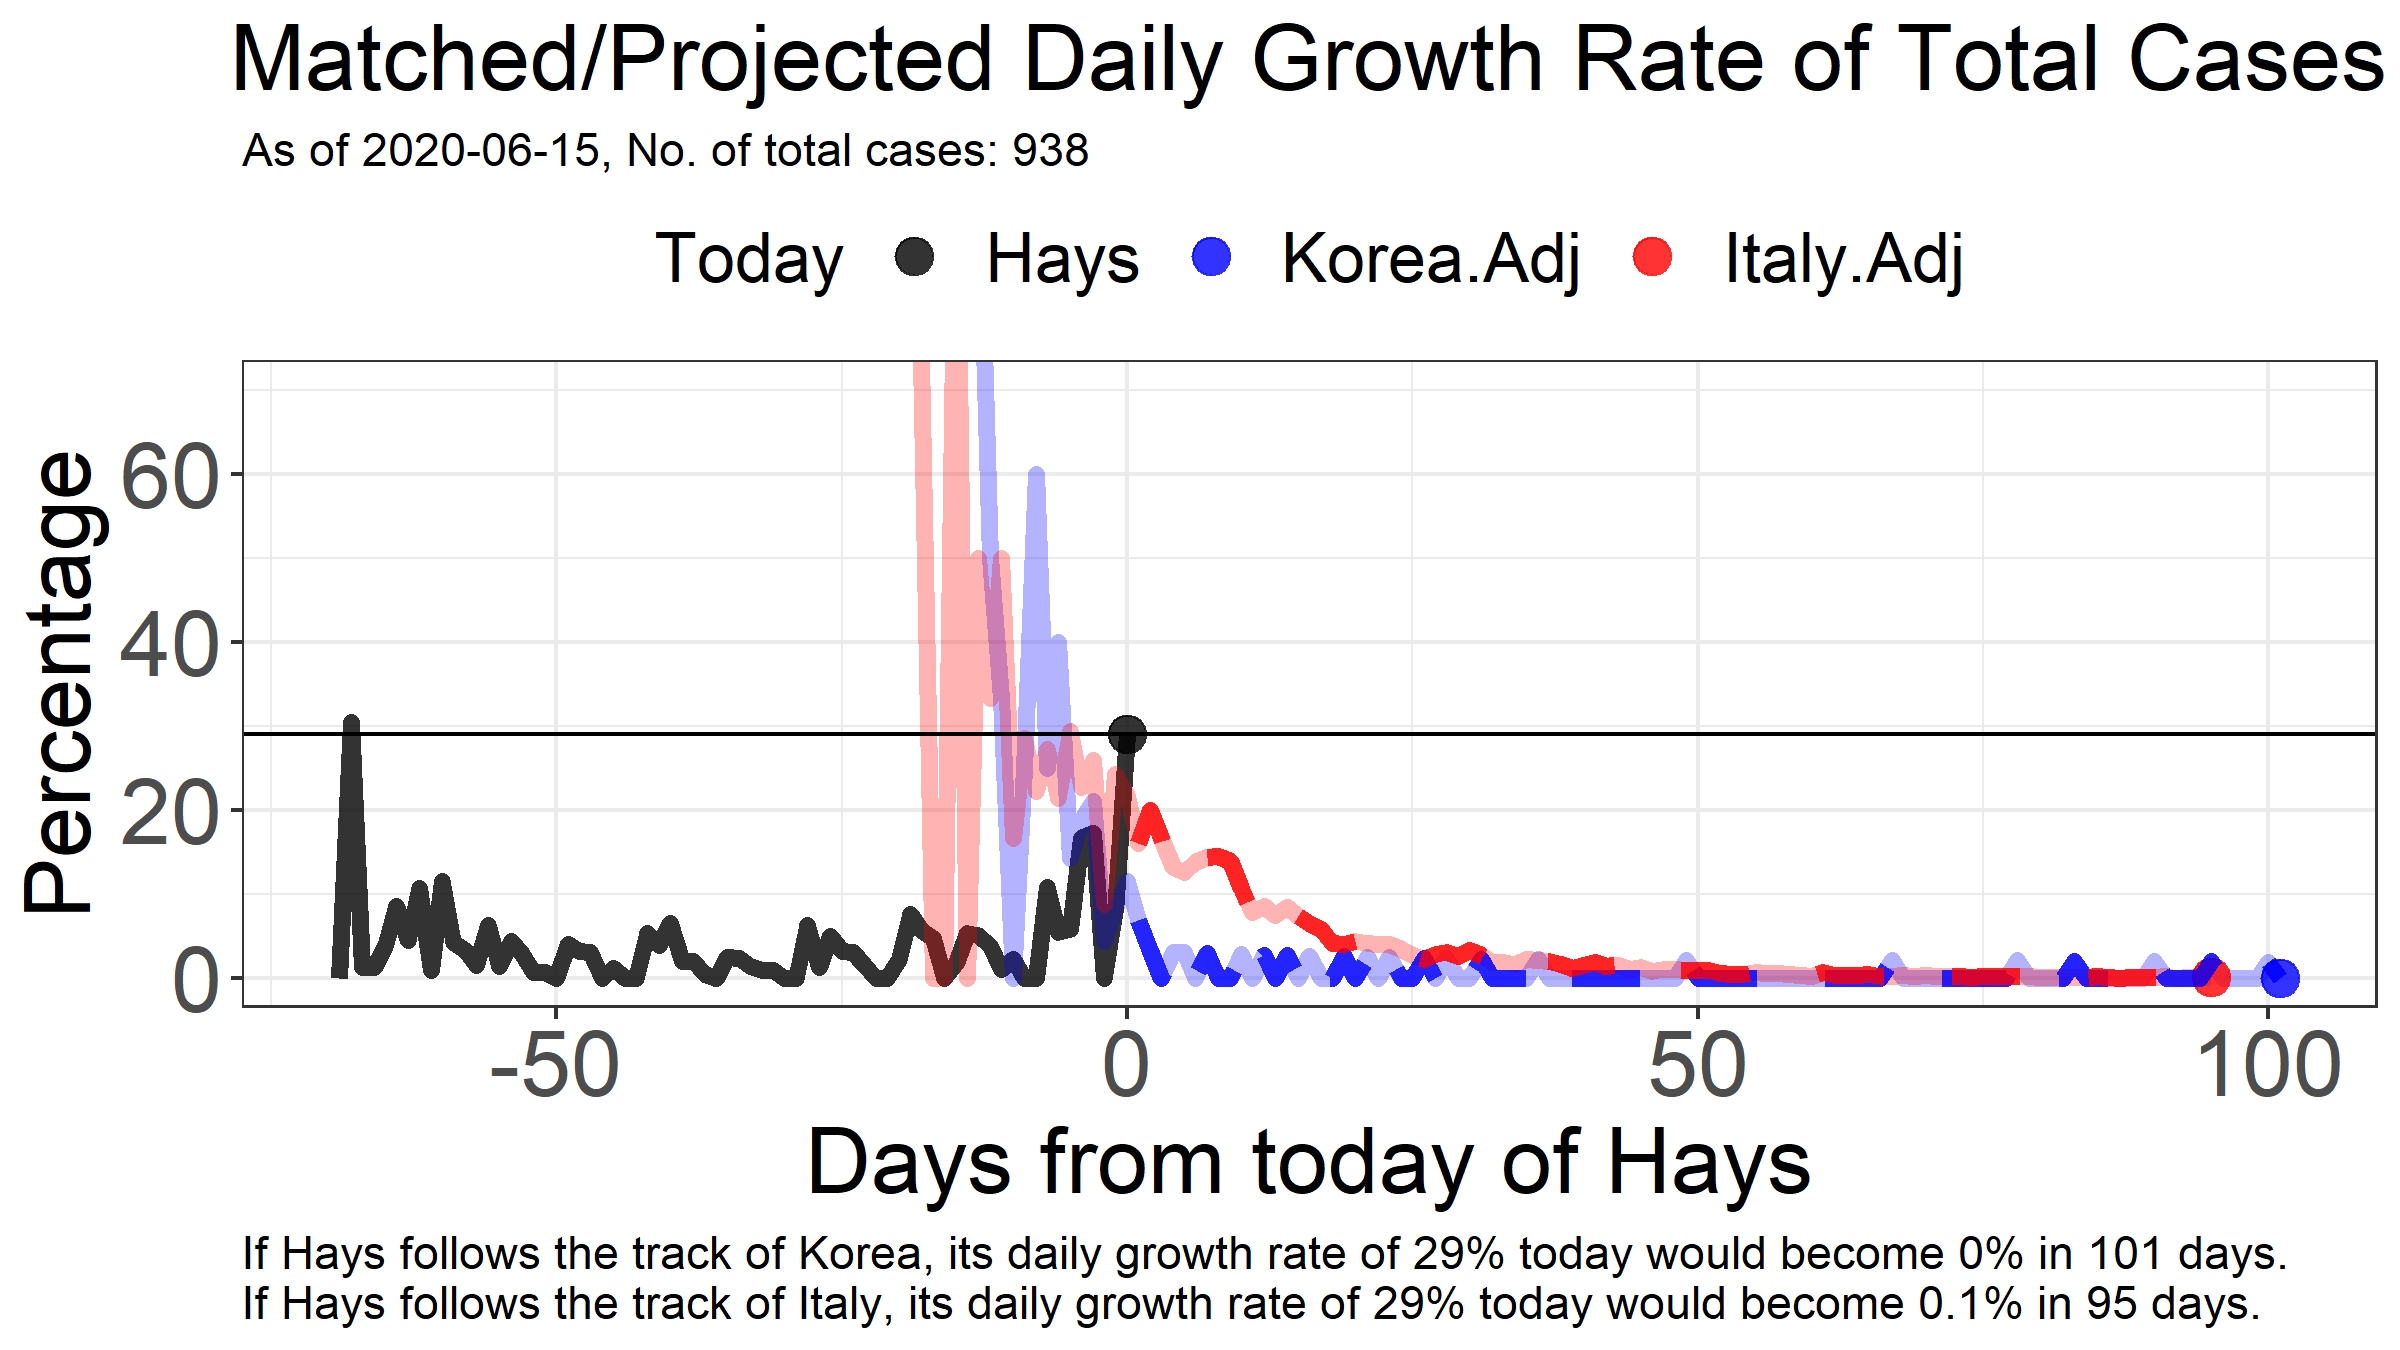 Matched/Projected Daily Growth Rate of Total Cases
As of 2020-06-15, No. of total cases: 938
Today Hays Korea.Adj Italy.Adj
Percentage
60
40
20
0
-50 0 50 100
Days from today of Hays
If Hays follows the track of Korea, its daily growth rate of 29% today would become 0% in 101 days.
If Hays follows the track of Italy, its daily growth rate of 29% today would become 0.1% in 95 days.